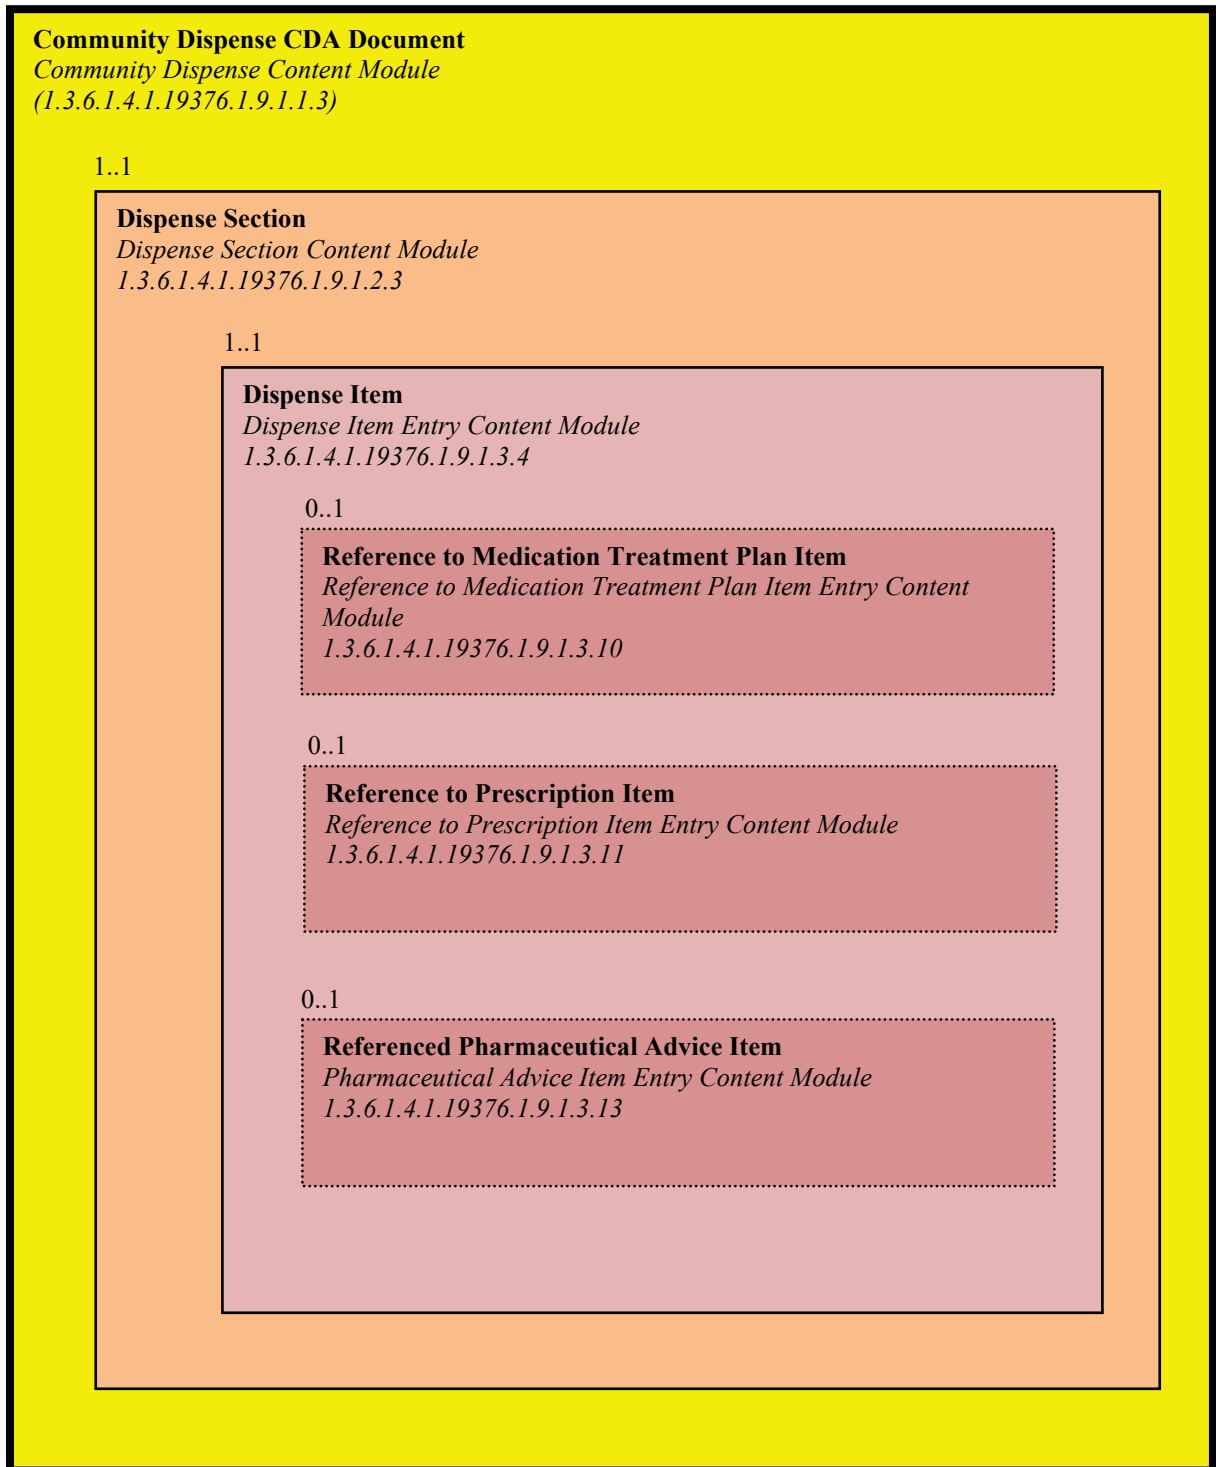 Community Dispense CDA Document
Community Dispense Content Module
(1.3.6.1.4.1.19376.1.9.1.1.3)
1..1
Dispense Section
Dispense Section Content Module
1.3.6.1.4.1.19376.1.9.1.2.3
1..1
Dispense Item
Dispense Item Entry Content Module
1.3.6.1.4.1.19376.1.9.1.3.4
0..1
Reference to Medication Treatment Plan Item
Reference to Medication Treatment Plan Item Entry Content
Module
1.3.6.1.4.1.19376.1.9.1.3.10
0..1
Reference to Prescription Item
Reference to Prescription Item Entry Content Module
1.3.6.1.4.1.19376.1.9.1.3.11
0..1
Referenced Pharmaceutical Advice Item
Pharmaceutical Advice Item Entry Content Module
1.3.6.1.4.1.19376.1.9.1.3.13